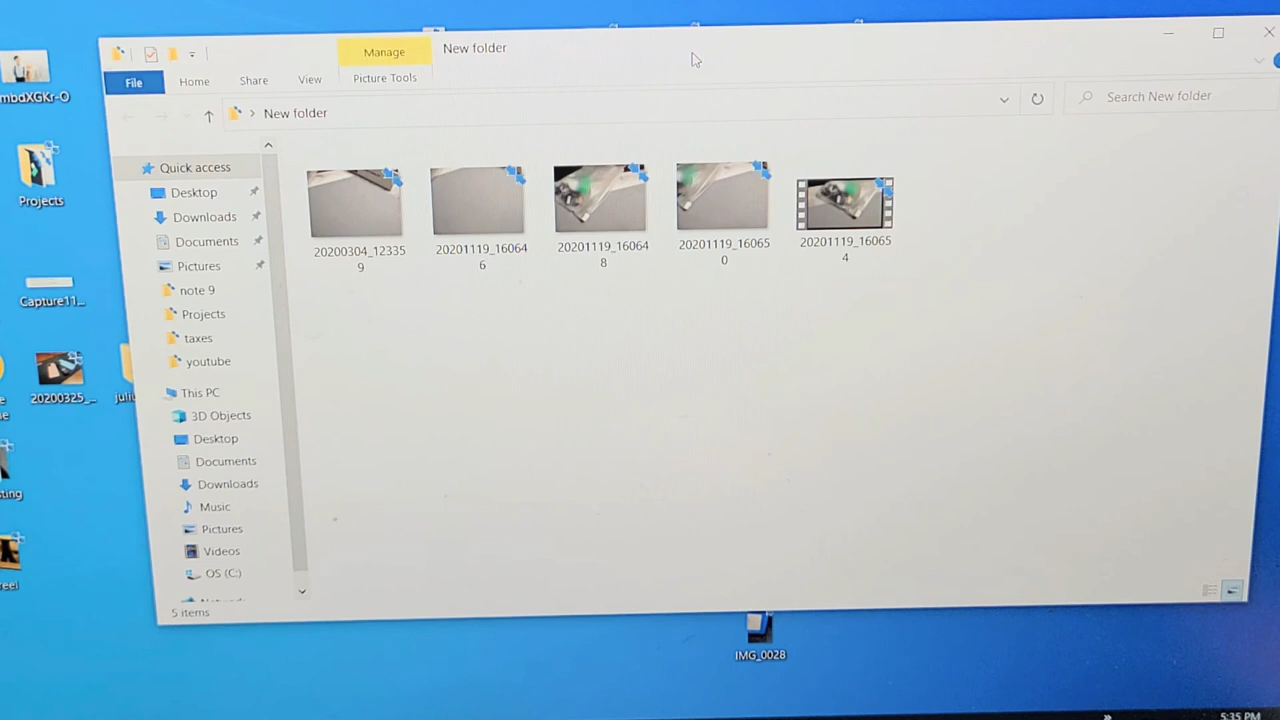 Manage
New folder
File
Home
Share
View
Picture Tools
New folder
Search New folder
Quick access
Desktop
Downloads
Documents
Pictures
note 9
Projects
taxes
youtube
This PC
3D Objects
Desktop
Documents
Downloads
Music
Pictures
Videos
OS (C:)
5 items
20200304_12335
9
20201119_16064
6
20201119_16064
8
20201119_16065
0
20201119_16065
4
mbdXGKr-O
Projects
Capture11_...
20200325_...
IMG_0028
5:35 PM